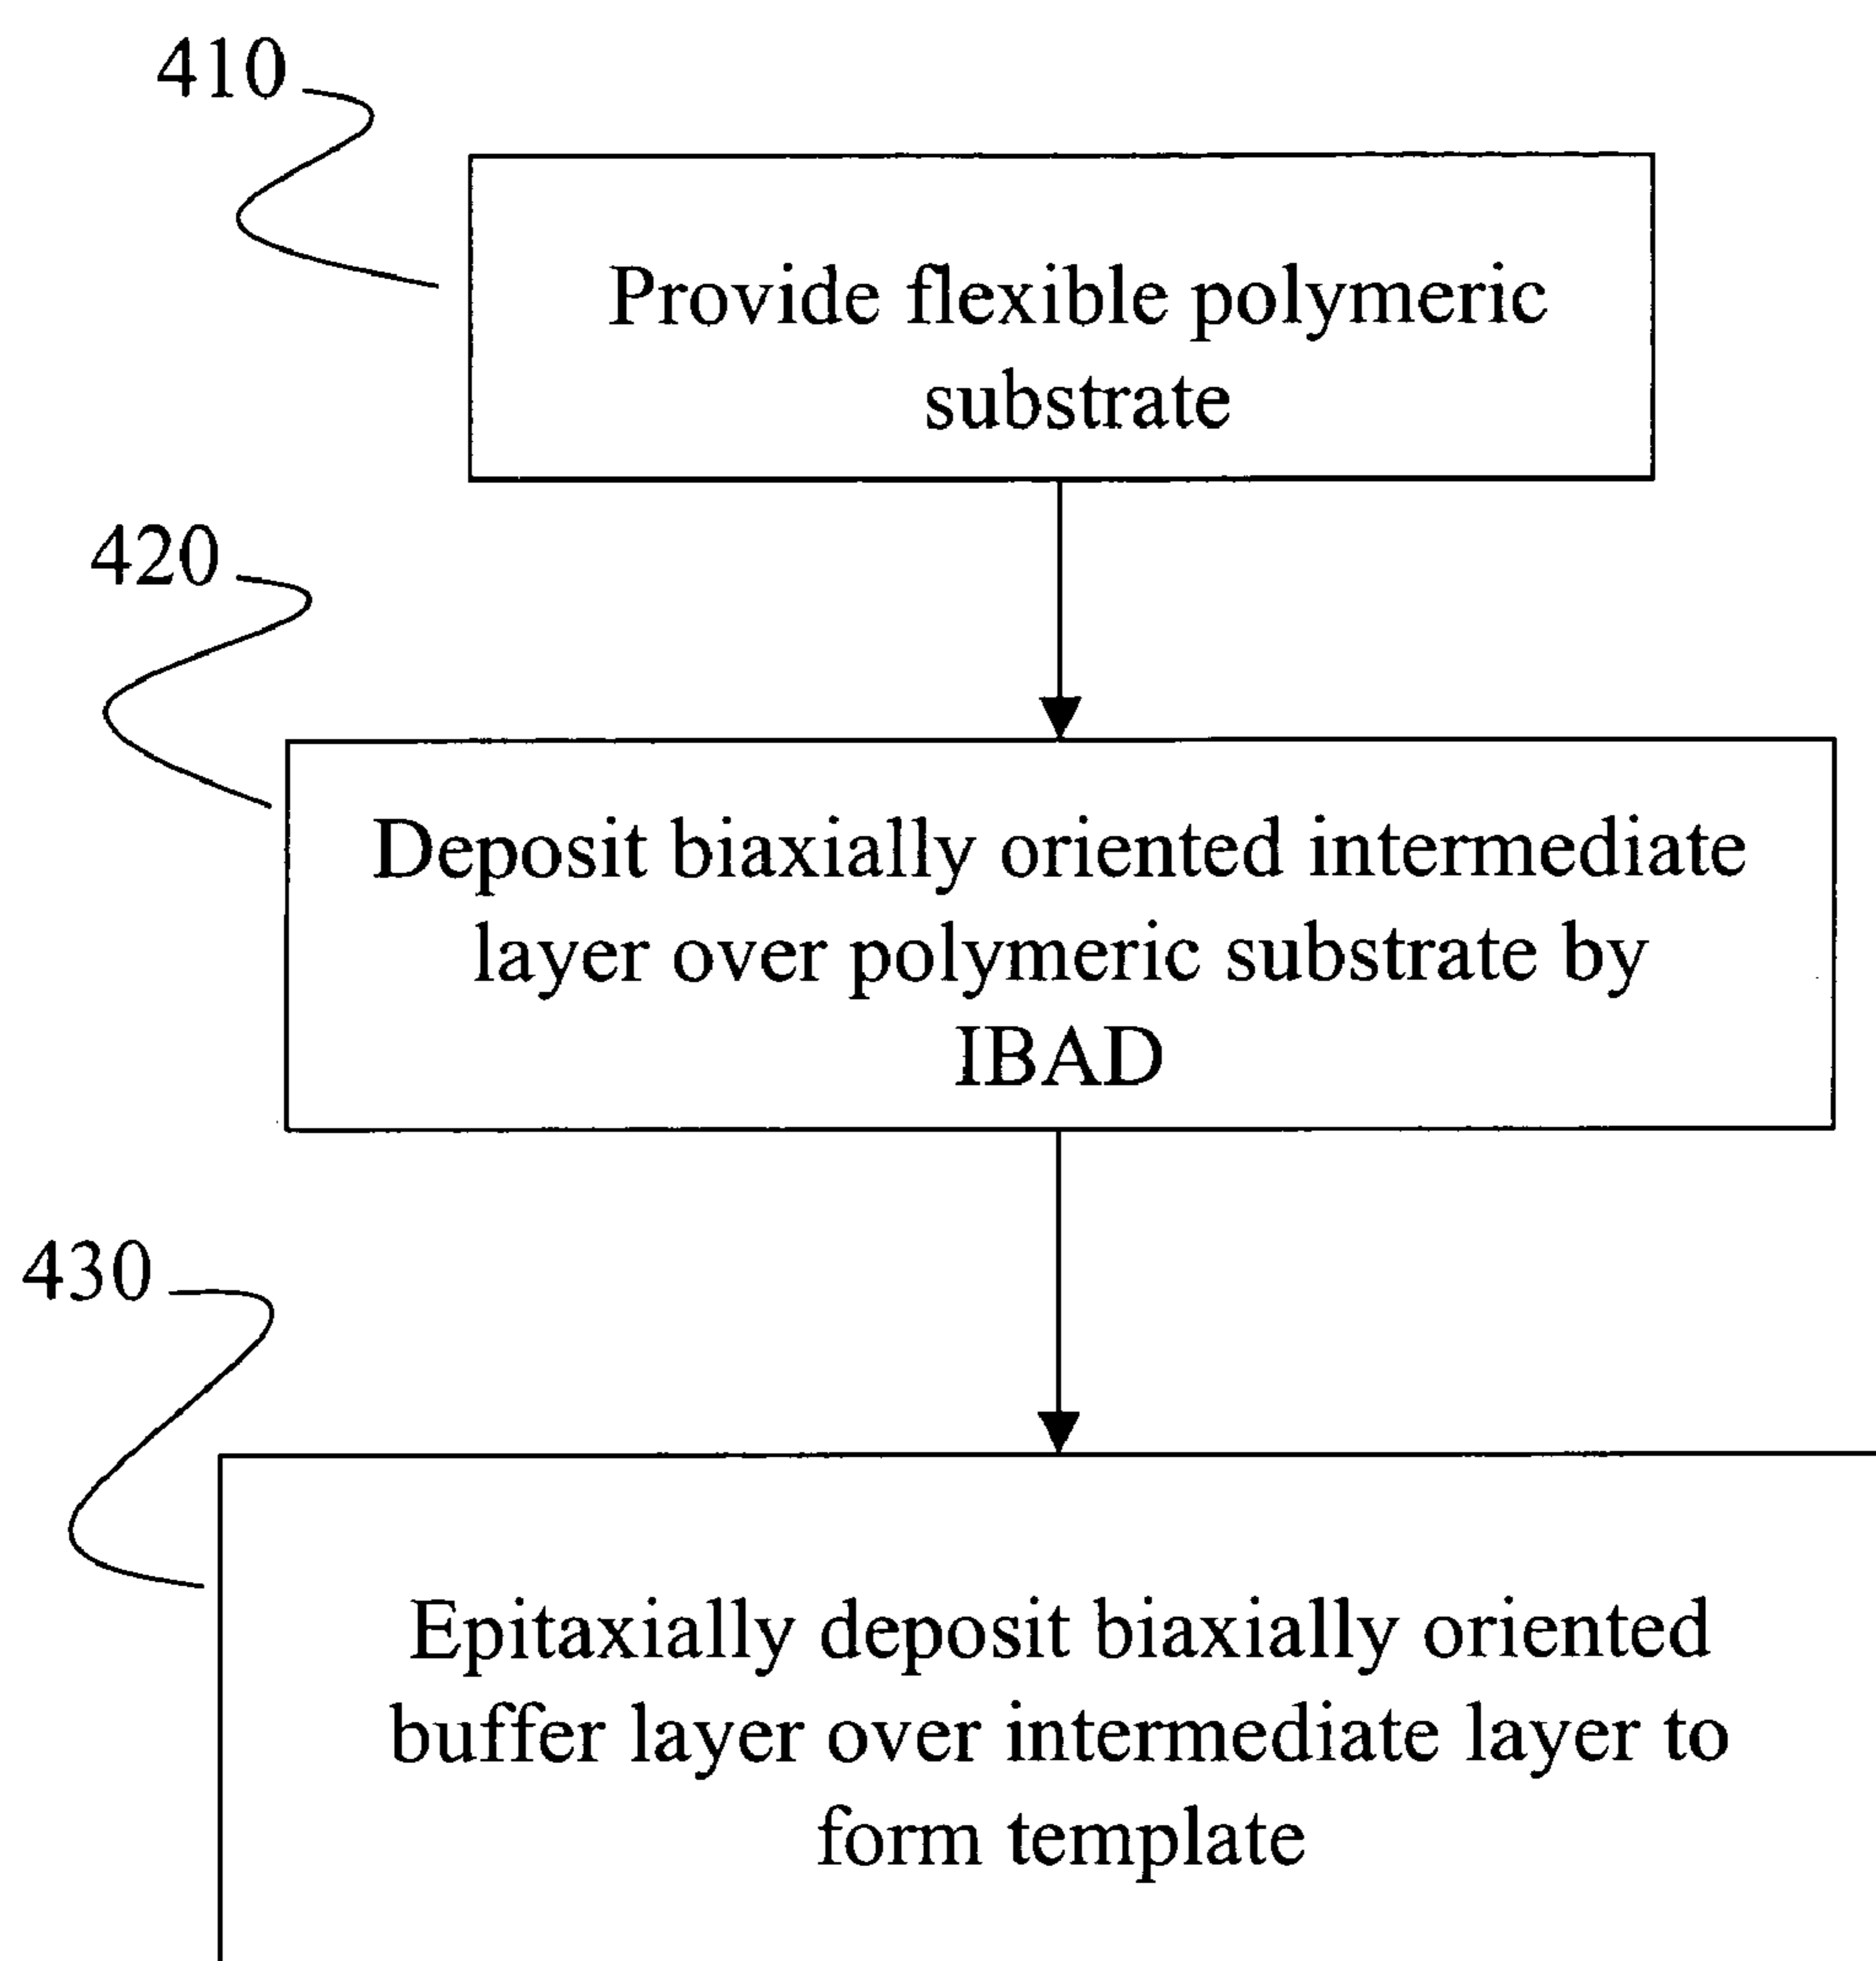 410
Provide flexible polymeric
substrate
420
Deposit biaxially oriented intermediate
layer over polymeric substrate by
IBAD
430
Epitaxially deposit biaxially oriented
buffer layer over intermediate layer to
form template